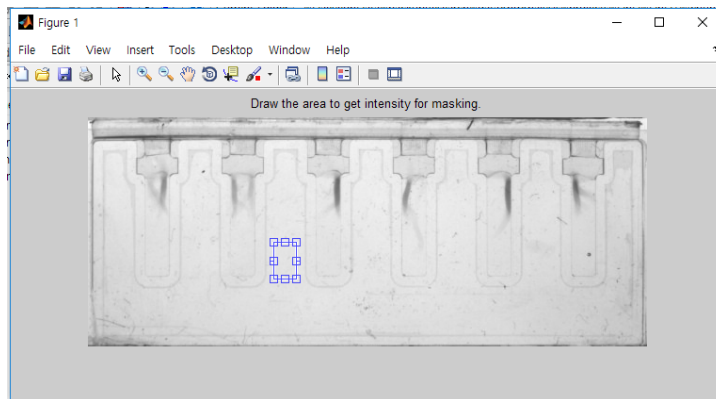 Figure 1
File Edit View Insert Tools Desktop Window Help
Draw the area to get intensity for masking.